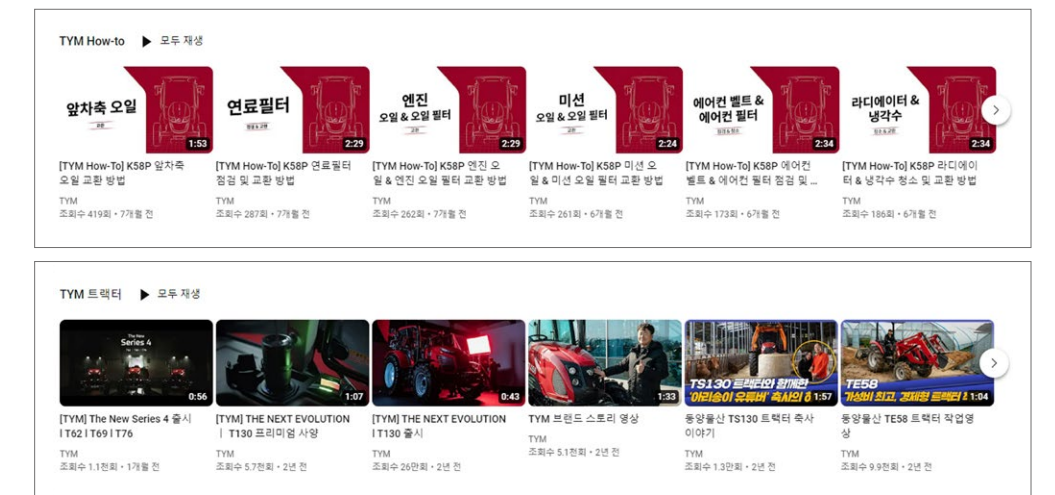 TYM How-to ▶ 모두 재생
앞차축 오일
교환
1:53
연료필터
점검 & 교환
2:29
엔진
오일 & 오일 필터
교환
2:29
미션
오일 & 오일 필터
교환
2:24
에어컨 벨트 &
에어컨 필터
점검 & 청소
2:34
라디에이터 &
냉각수
청소 & 교환
2:34
[TYM How-To] K58P 앞차축
오일 교환 방법
TYM
조회수 419회 • 7개월 전
[TYM How-To] K58P 연료필터
점검 및 교환 방법
TYM
조회수 287회 • 7개월 전
[TYM How-To] K58P 엔진 오
일 & 엔진 오일 필터 교환 방법
TYM
조회수 262회 • 7개월 전
[TYM How-To] K58P 미션 오
일 & 미션 오일 필터 교환 방법
TYM
조회수 261회 • 6개월 전
[TYM How-To] K58P 에어컨
벨트 & 에어컨 필터 점검 및 ...
TYM
조회수 173회 • 6개월 전
[TYM How-To] K58P 라디에이
터 & 냉각수 청소 및 교환 방법
TYM
조회수 186회 • 6개월 전
TYM 트랙터 ▶ 모두 재생
The New
Series 4
0:56
1:07
0:43
1:33
TS130 트랙터와 함께한
'아리송이 유튜버' 축사의 하
1:57
TE58
가성비 최고, 경제형 트랙터
1:04
[TYM] The New Series 4 출시
l T62 l T69 l T76
TYM
조회수 1.1천회 • 1개월 전
[TYM] THE NEXT EVOLUTION
ㅣ T130 프리미엄 사양
TYM
조회수 5.7천회 • 2년 전
[TYM] THE NEXT EVOLUTION
l T130 출시
TYM
조회수 26만회 • 2년 전
TYM 브랜드 스토리 영상
TYM
조회수 5.1천회 • 2년 전
동양물산 TS130 트랙터 축사
이야기
TYM
조회수 1.3만회 • 2년 전
동양물산 TE58 트랙터 작업영
상
TYM
조회수 9.9천회 • 2년 전